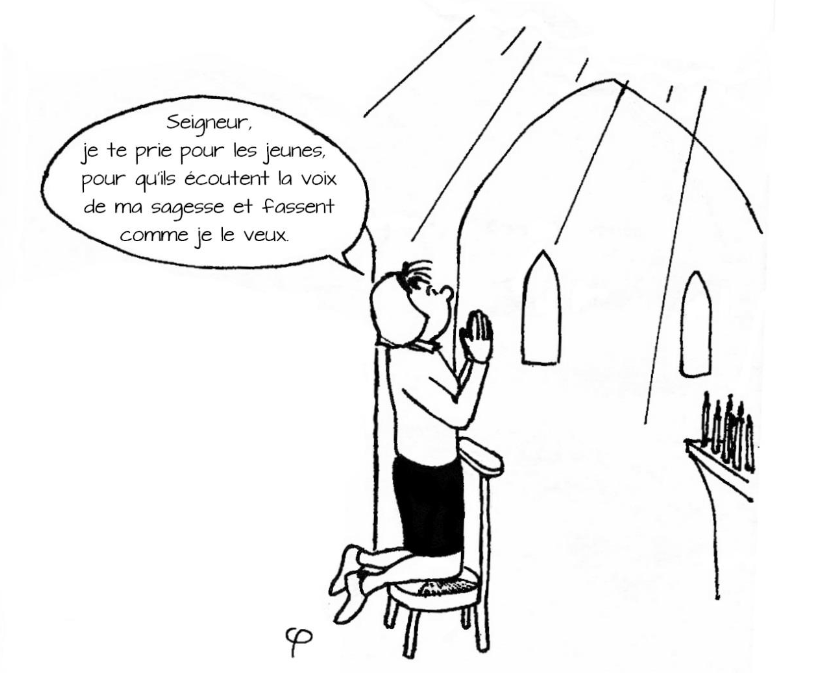 Seigneur,
je te prie pour les jeunes,
pour qu'ils écoutent la voix
de ma sagesse et fassent
comme je le veux.